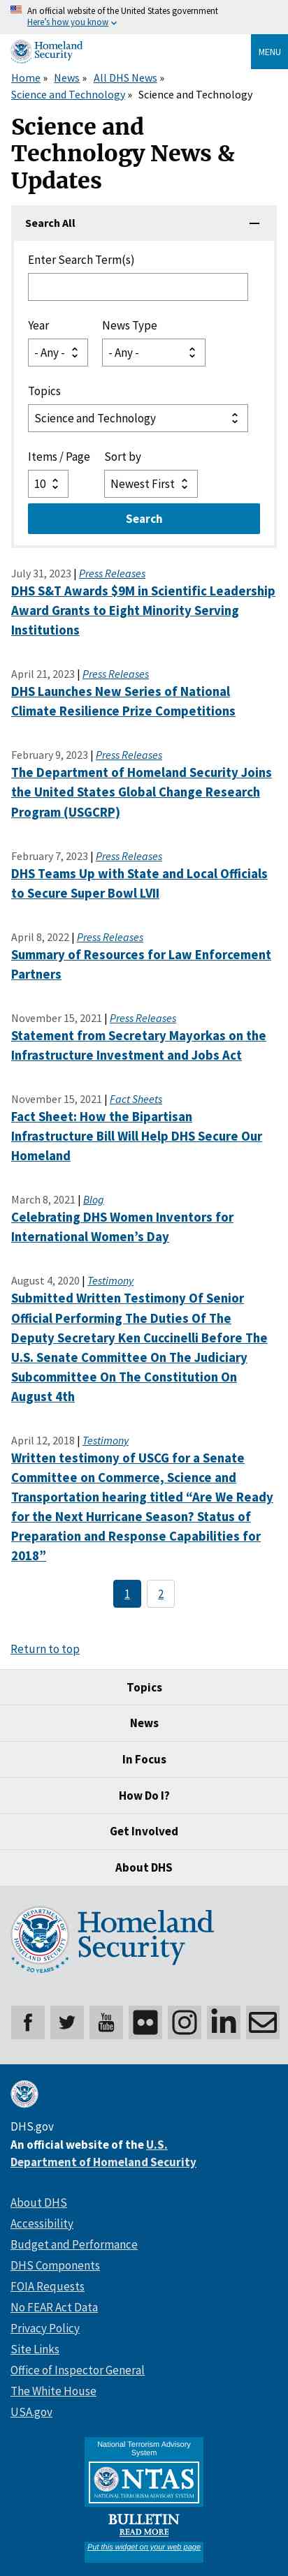 An official website of the United States government
Here's how you know
Homeland
Security
MENU
Home » News » All DHS News »
Science and Technology » Science and Technology
Science and
Technology News &
Updates
Search All
Enter Search Term(s)
Year News Type
- Any - - Any -
Topics
Science and Technology
Items / Page Sort by
10 Newest First
Search
July 31, 2023 | Press Releases
DHS S&T Awards $9M in Scientific Leadership
Award Grants to Eight Minority Serving
Institutions
April 21, 2023 | Press Releases
DHS Launches New Series of National
Climate Resilience Prize Competitions
February 9, 2023 | Press Releases
The Department of Homeland Security Joins
the United States Global Change Research
Program (USGCRP)
February 7, 2023 | Press Releases
DHS Teams Up with State and Local Officials
to Secure Super Bowl LVII
April 8, 2022 | Press Releases
Summary of Resources for Law Enforcement
Partners
November 15, 2021 | Press Releases
Statement from Secretary Mayorkas on the
Infrastructure Investment and Jobs Act
November 15, 2021 | Fact Sheets
Fact Sheet: How the Bipartisan
Infrastructure Bill Will Help DHS Secure Our
Homeland
March 8, 2021 | Blog
Celebrating DHS Women Inventors for
International Women's Day
August 4, 2020 | Testimony
Submitted Written Testimony Of Senior
Official Performing The Duties Of The
Deputy Secretary Ken Cuccinelli Before The
U.S. Senate Committee On The Judiciary
Subcommittee On The Constitution On
August 4th
April 12, 2018 | Testimony
Written testimony of USCG for a Senate
Committee on Commerce, Science and
Transportation hearing titled “Are We Ready
for the Next Hurricane Season? Status of
Preparation and Response Capabilities for
2018”
1 2
Return to top
Topics
News
In Focus
How Do I?
Get Involved
About DHS
Homeland
Security
20 YEARS
You
Tube
in
DHS.gov
An official website of the U.S.
Department of Homeland Security
About DHS
Accessibility
Budget and Performance
DHS Components
FOIA Requests
No FEAR Act Data
Privacy Policy
Site Links
Office of Inspector General
The White House
USA.gov
National Terrorism Advisory
System
NTAS
NATIONAL TERRORISM ADVISORY SYSTEM
BULLETIN
READ MORE
Put this widget on your web page